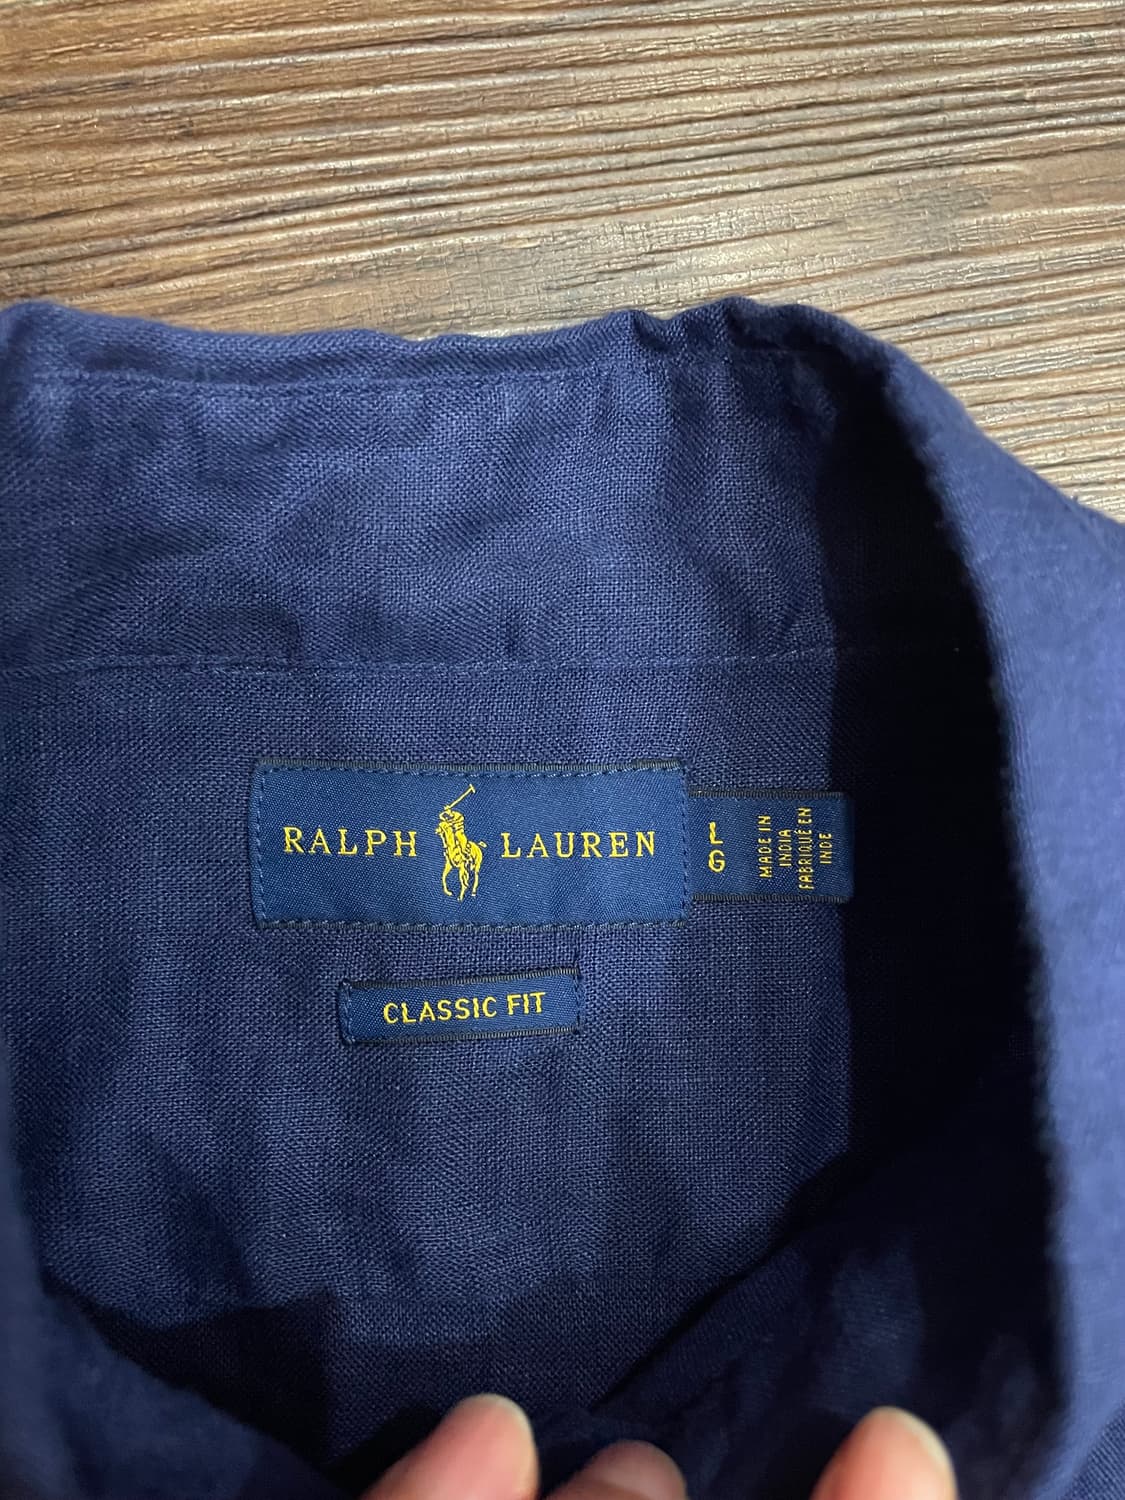 RALPH LAUREN
L
G
MADE IN
INDIA
FABRIQUÉ EN
INDE
CLASSIC FIT